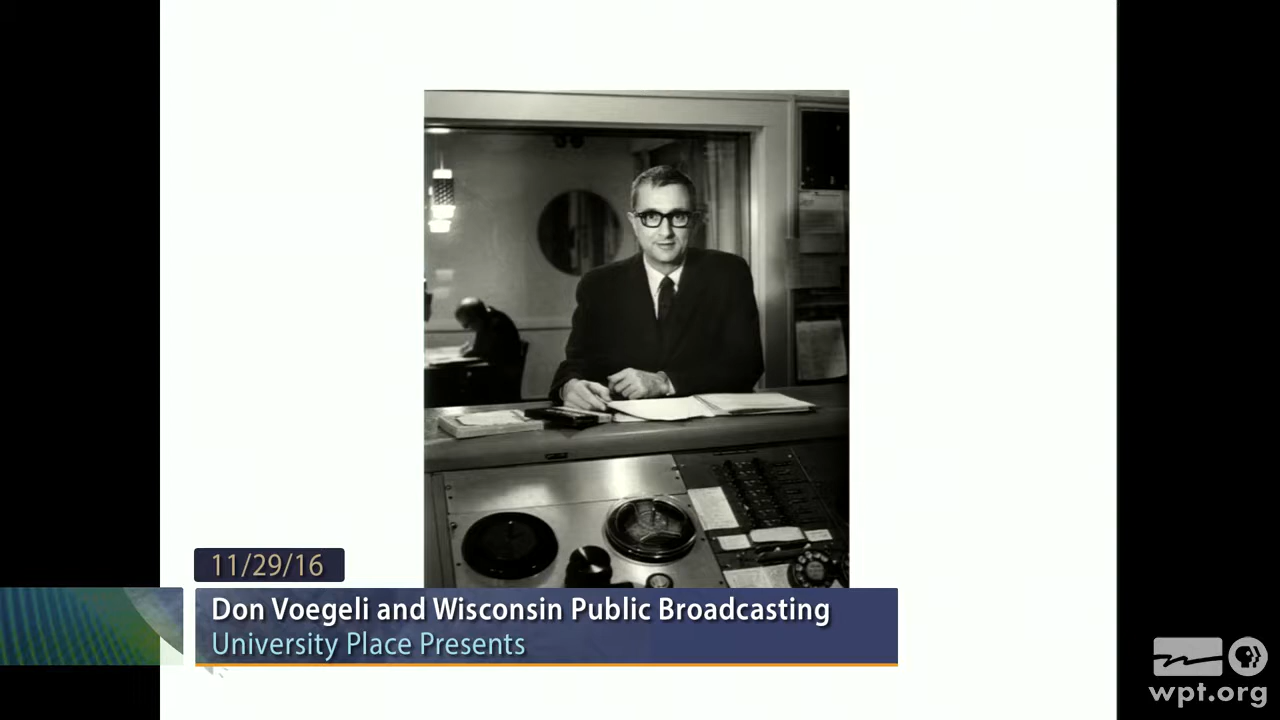 11/29/16
Don Voegeli and Wisconsin Public Broadcasting
University Place Presents
wpt.org